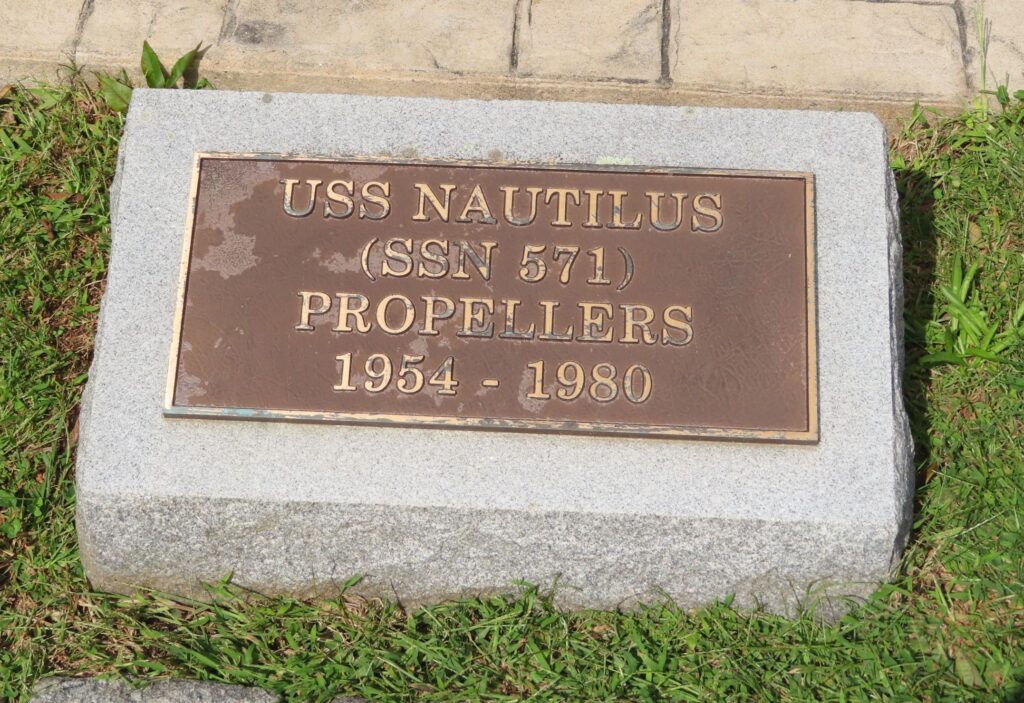 USS NAUTILUS
(SSN 571)
PROPELLERS
1954 - 1980